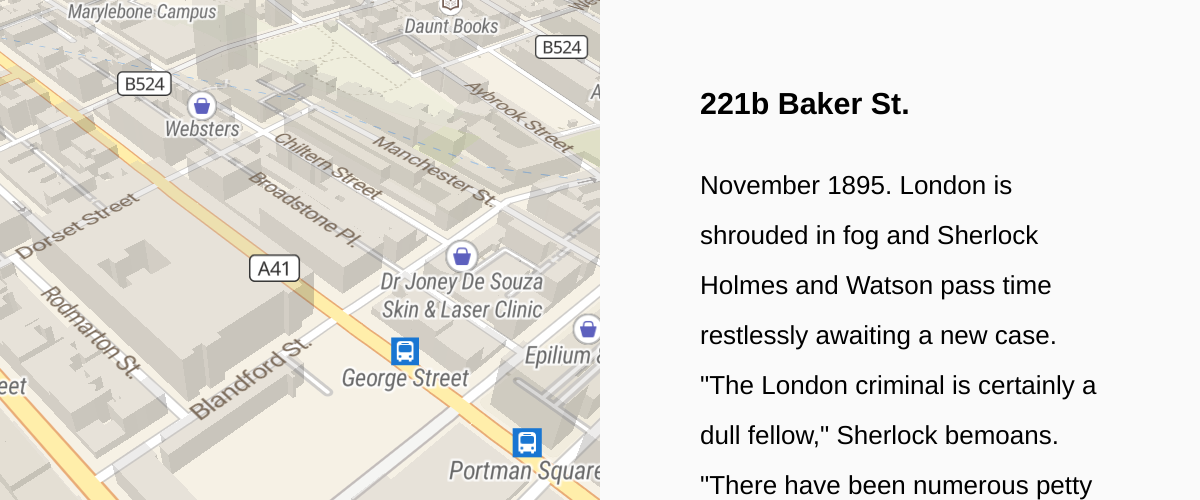 Marylebone Campus
Daunt Books
B524
B524
Websters
Aybrook Street
Chiltern Street
Manchester St.
Broadstone Pl.
Dorset Street
A41
Dr Joney De Souza
Skin & Laser Clinic
Rodmarton St.
Epilium &
George Street
Blandford St.
eet
Portman Square
221b Baker St.
November 1895. London is
shrouded in fog and Sherlock
Holmes and Watson pass time
restlessly awaiting a new case.
"The London criminal is certainly a
dull fellow," Sherlock bemoans.
"There have been numerous petty